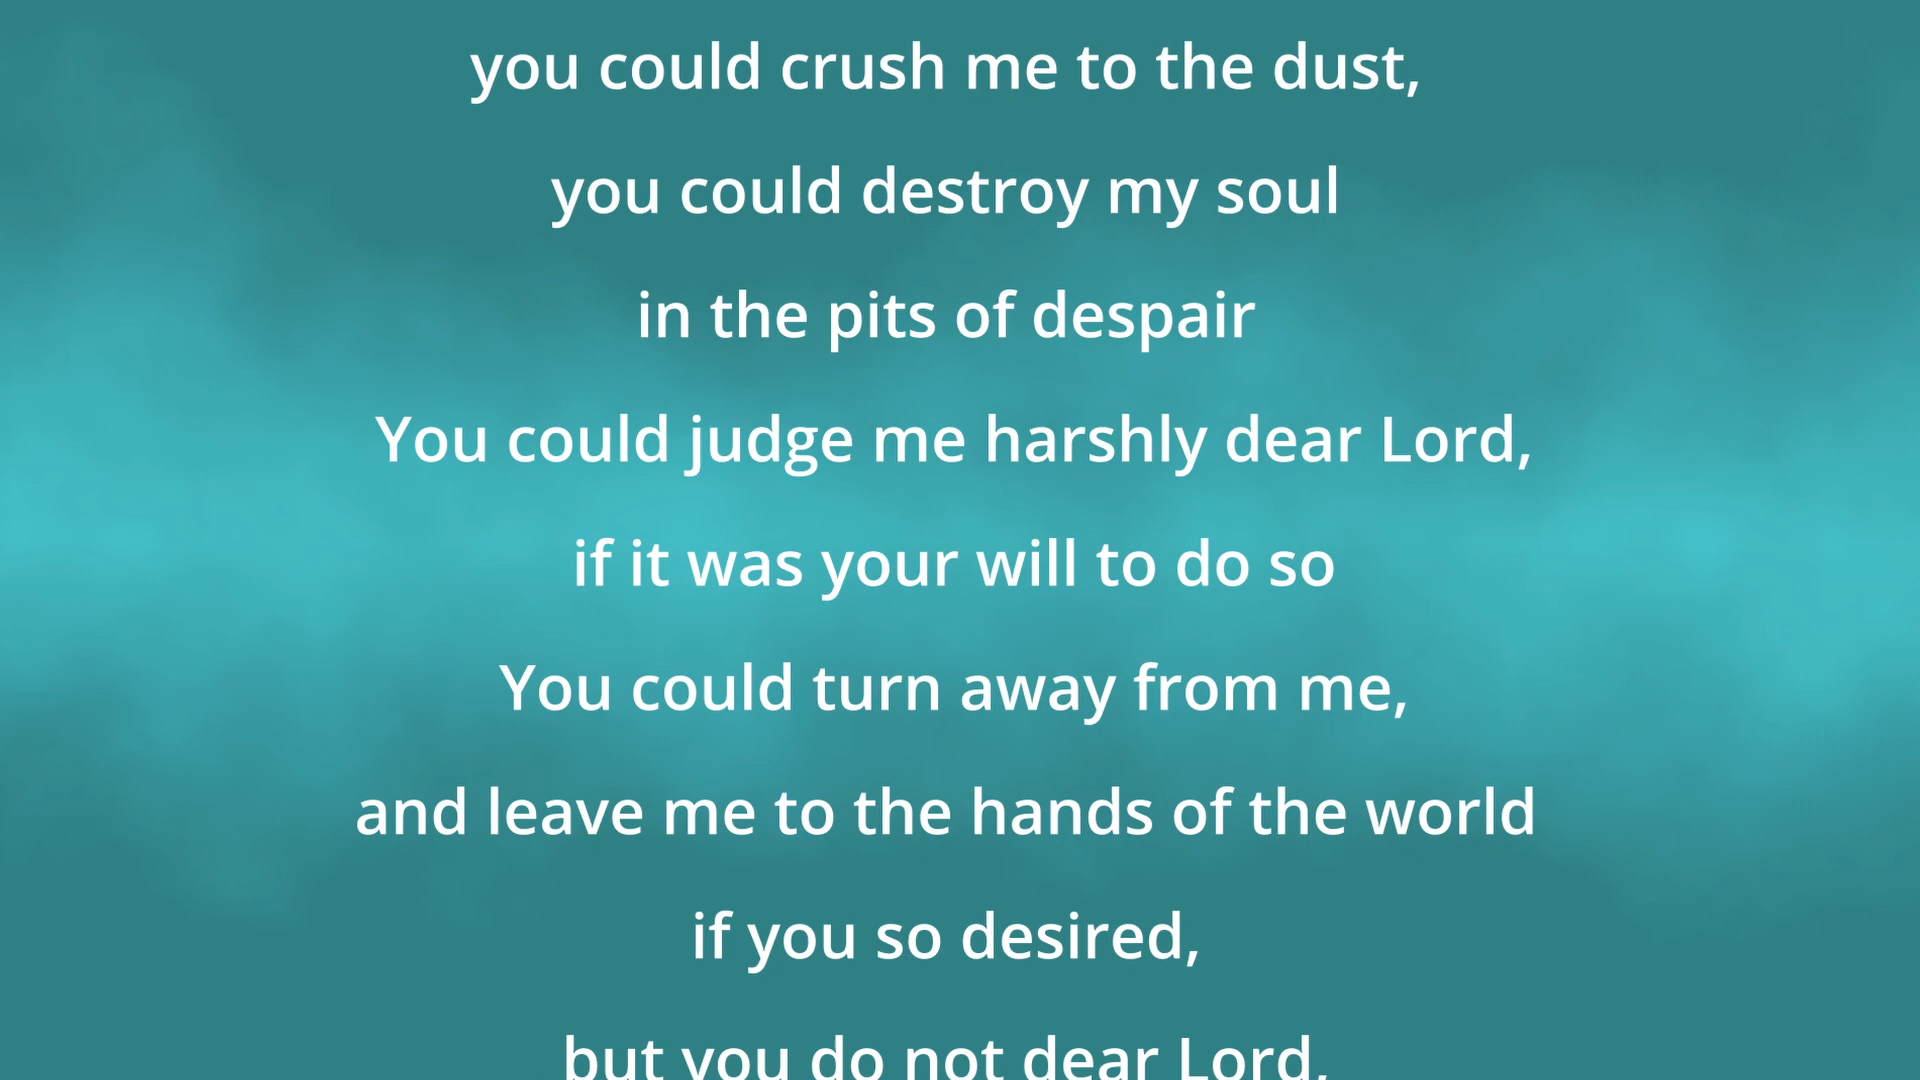 you could crush me to the dust,
you could destroy my soul
in the pits of despair
You could judge me harshly dear Lord,
if it was your will to do so
You could turn away from me,
and leave me to the hands of the world
if you so desired,
but you do not dear Lord,